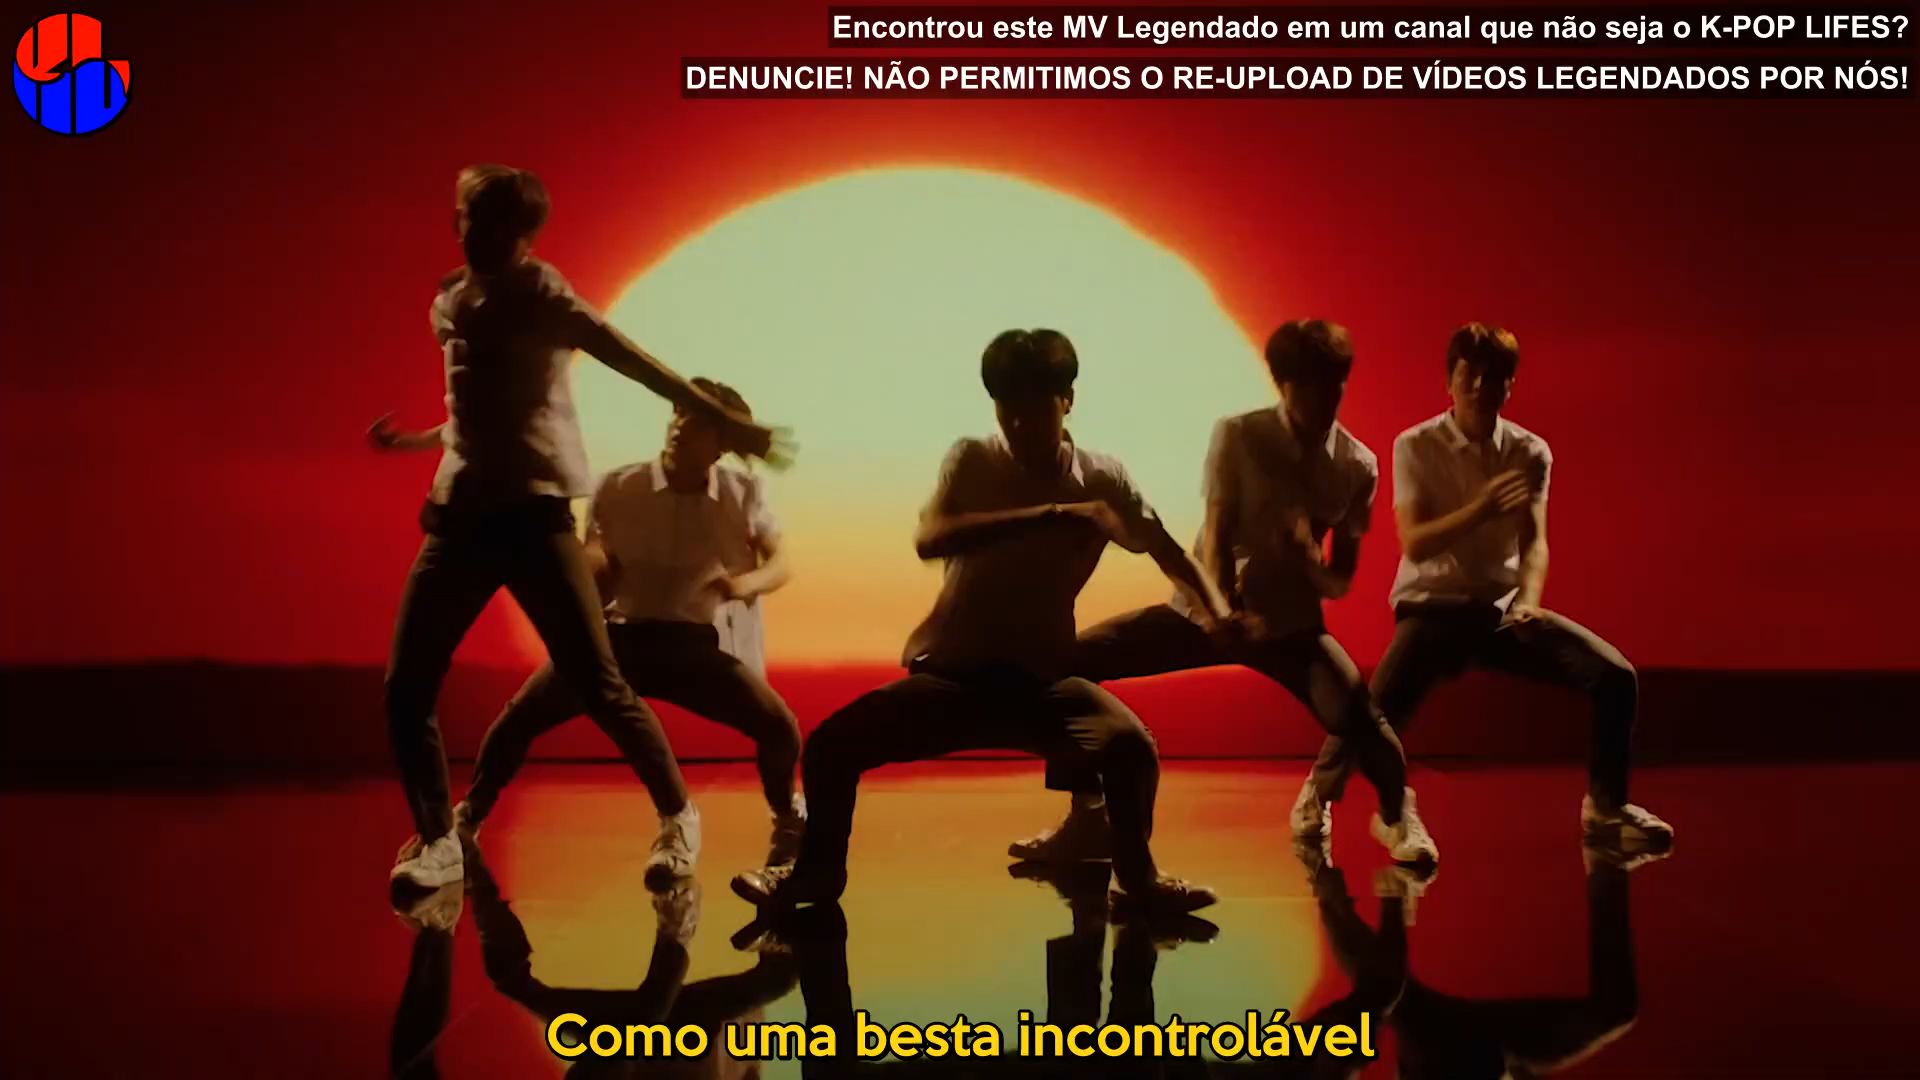 Encontrou este MV Legendado em um canal que não seja o K-POP LIFES?
DENUNCIE! NÃO PERMITIMOS O RE-UPLOAD DE VÍDEOS LEGENDADOS POR NÓS!
Como uma besta incontrolável